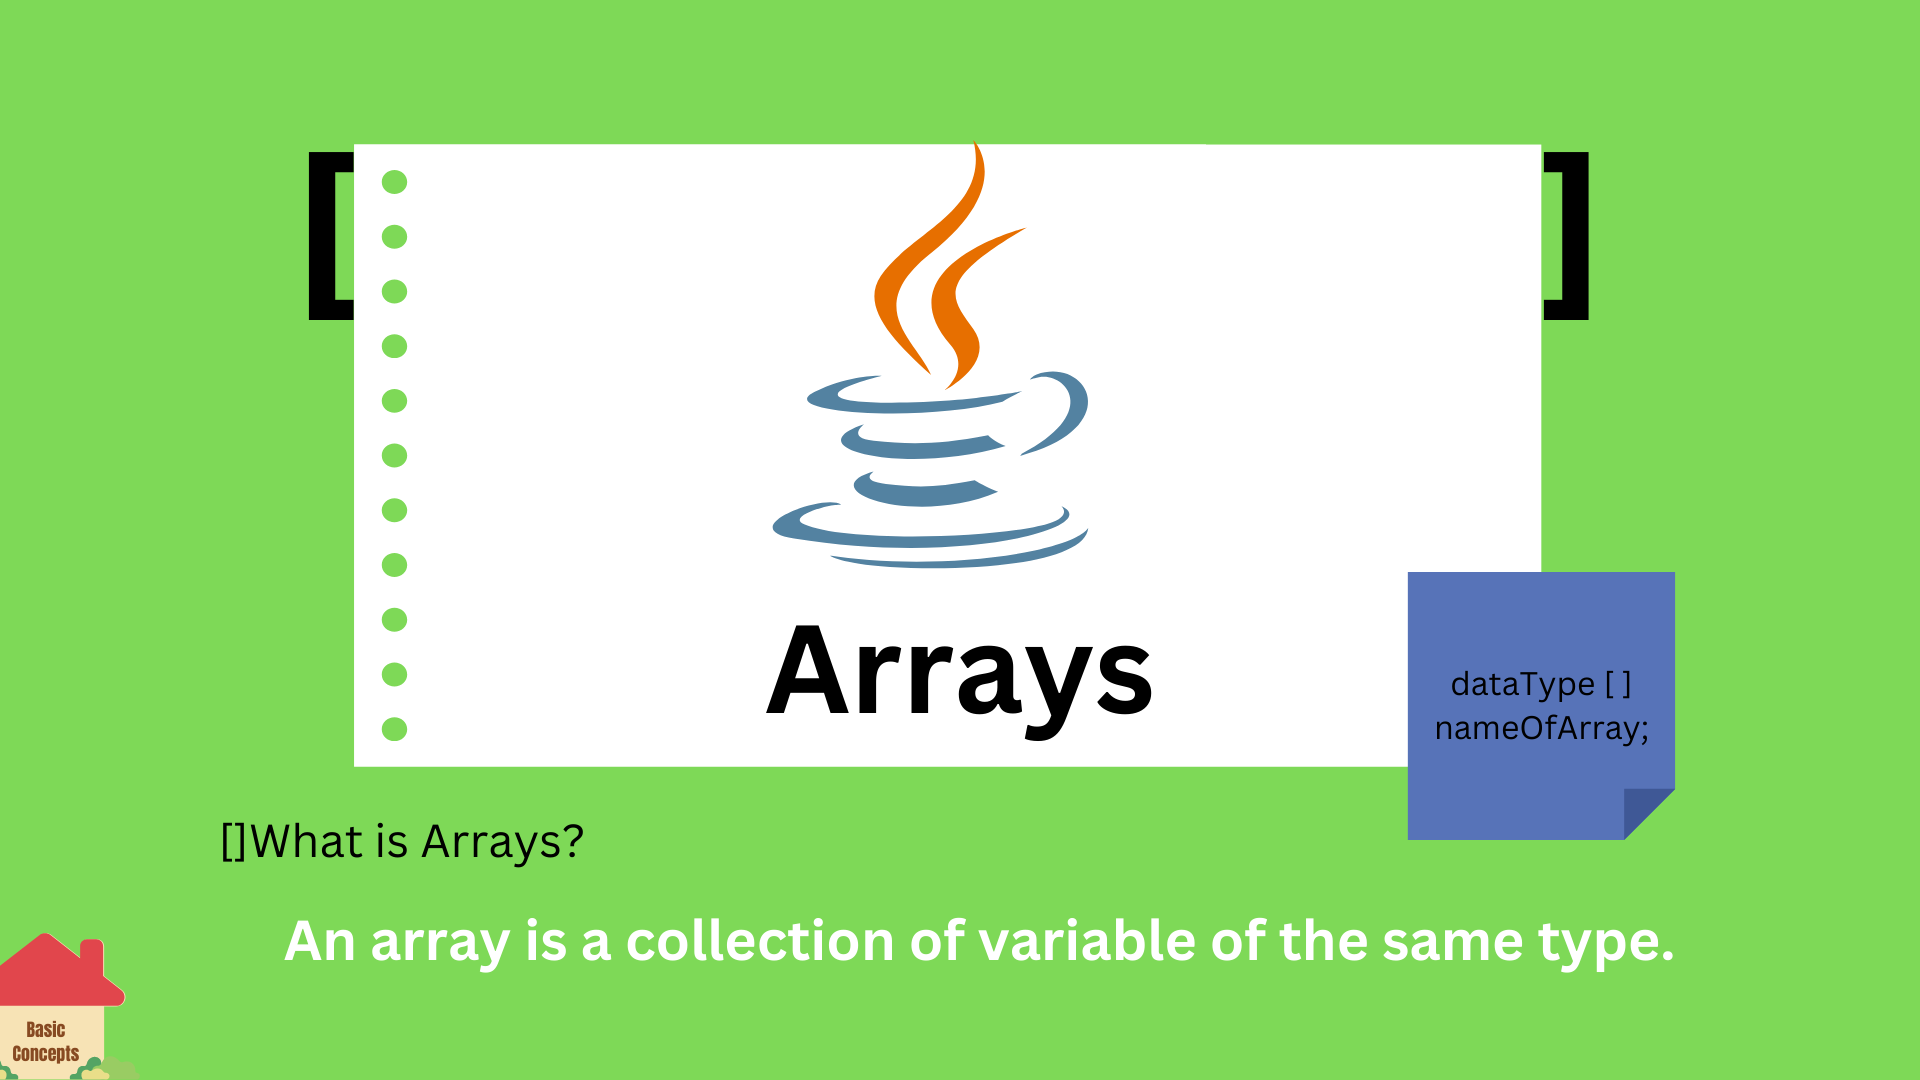 [ ]
Arrays
dataType [ ]
nameOfArray;
[]What is Arrays?
An array is a collection of variable of the same type.
Basic
Concepts